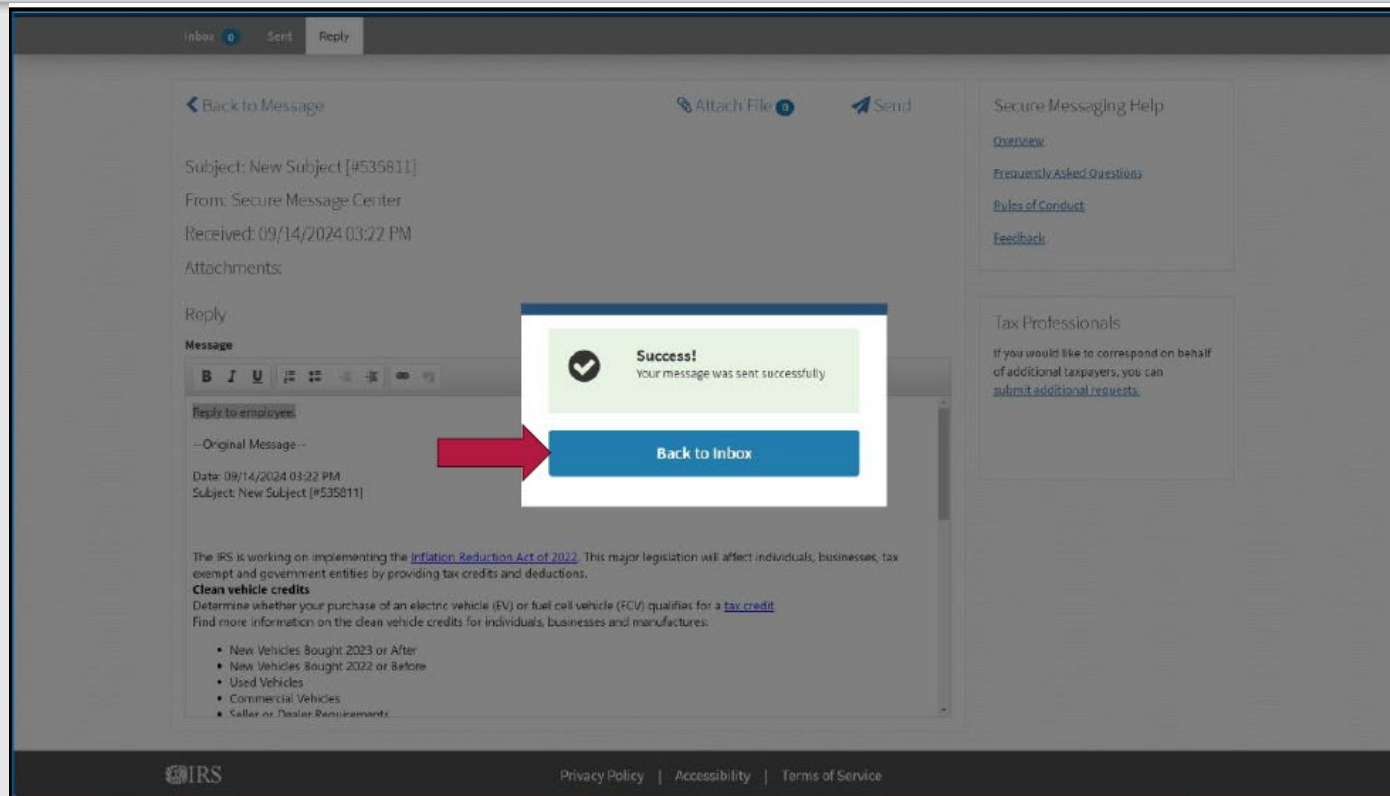 Inbox 0 Sent Reply
Back to Message Attach File 0 Send
Subject: New Subject [#535811]
From: Secure Message Center
Received: 09/14/2024 03:22 PM
Attachments:
Reply
Message
B I U
Reply to employee.
--Original Message--
Date: 09/14/2024 03:22 PM
Subject: New Subject [#535811]
The IRS is working on implementing the Inflation Reduction Act of 2022. This major legislation will affect individuals, businesses, tax
exempt and government entities by providing tax credits and deductions.
Clean vehicle credits
Determine whether your purchase of an electric vehicle (EV) or fuel cell vehicle (FCV) qualifies for a tax credit.
Find more information on the clean vehicle credits for individuals, businesses and manufactures:
• New Vehicles Bought 2023 or After
• New Vehicles Bought 2022 or Before
• Used Vehicles
• Commercial Vehicles
• Seller or Dealer Requirements
Success!
Your message was sent successfully
Back to Inbox
Secure Messaging Help
Overview
Frequently Asked Questions
Rules of Conduct
Feedback
Tax Professionals
If you would like to correspond on behalf
of additional taxpayers, you can
submit additional requests.
IRS
Privacy Policy | Accessibility | Terms of Service